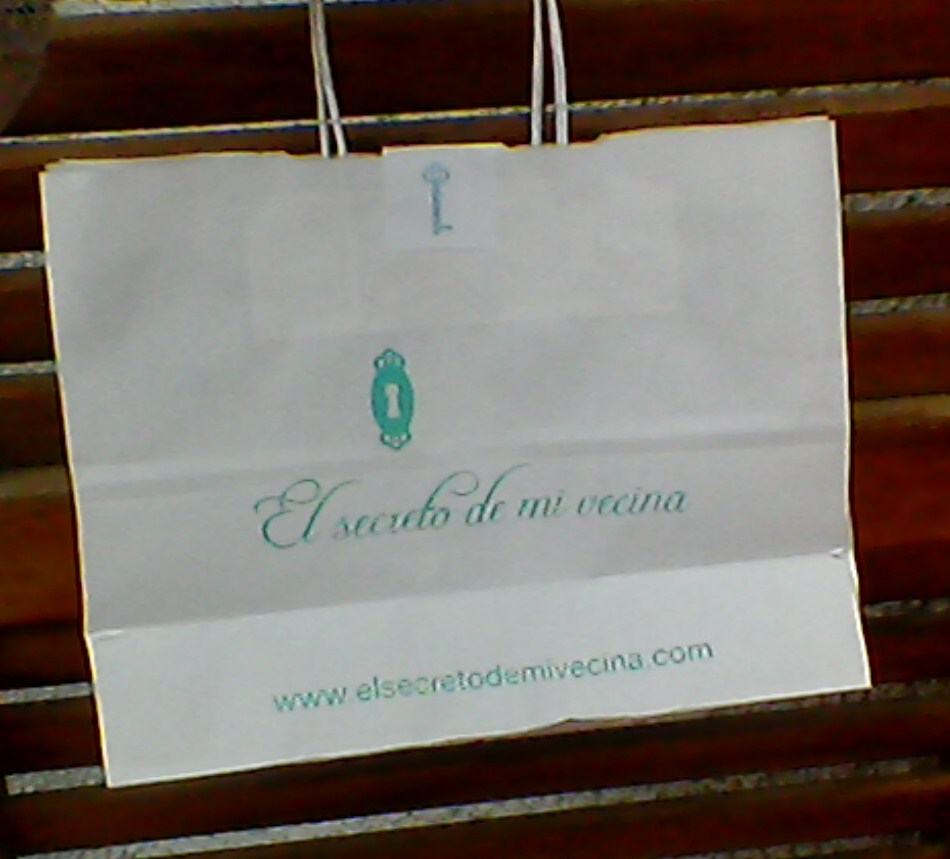 El secreto de mi vecina
www.elsecretodemivecina.com